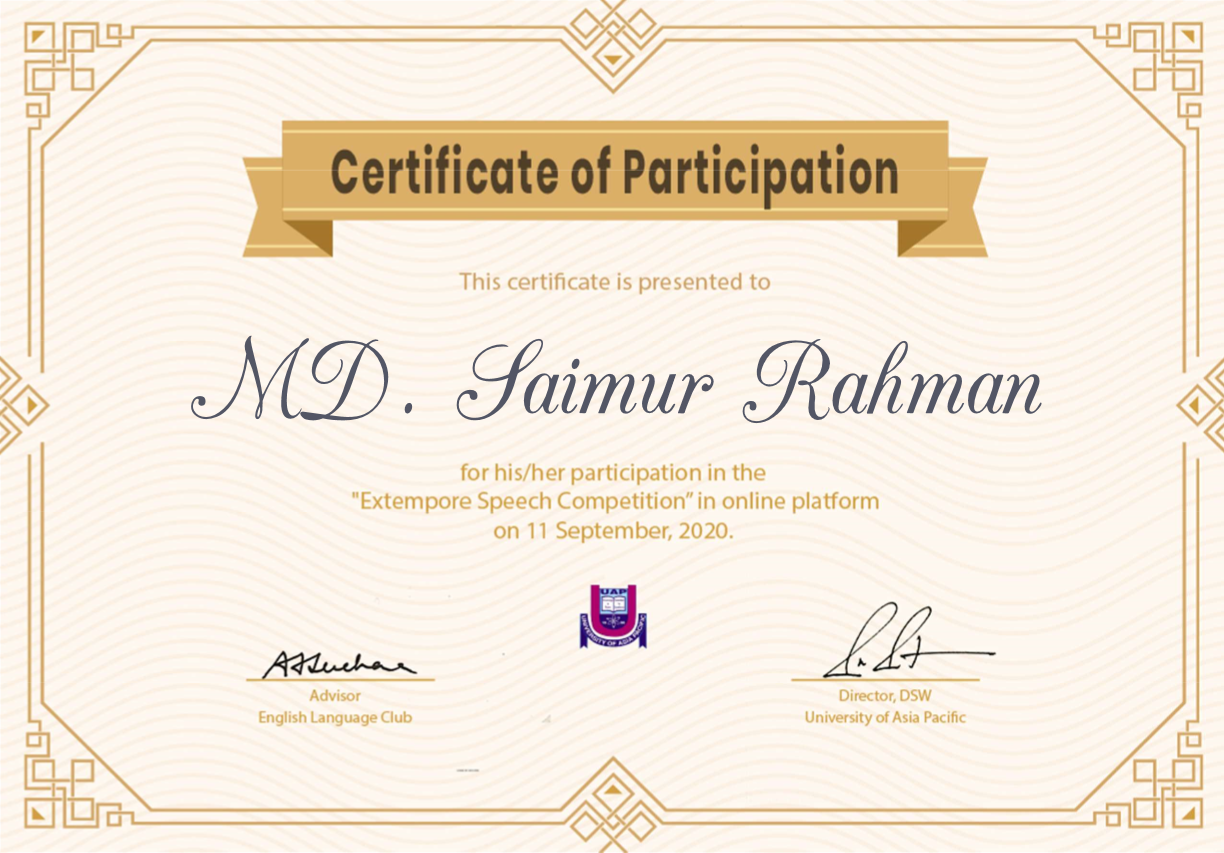 Certificate of Participation
This certificate is presented to
MD. Saimur Rahman
for his/her participation in the
"Extempore Speech Competition” in online platform
on 11 September, 2020.
UAP
UNIVERSITY OF ASIA PACIFIC
Advisor
English Language Club
Director, DSW
University of Asia Pacific